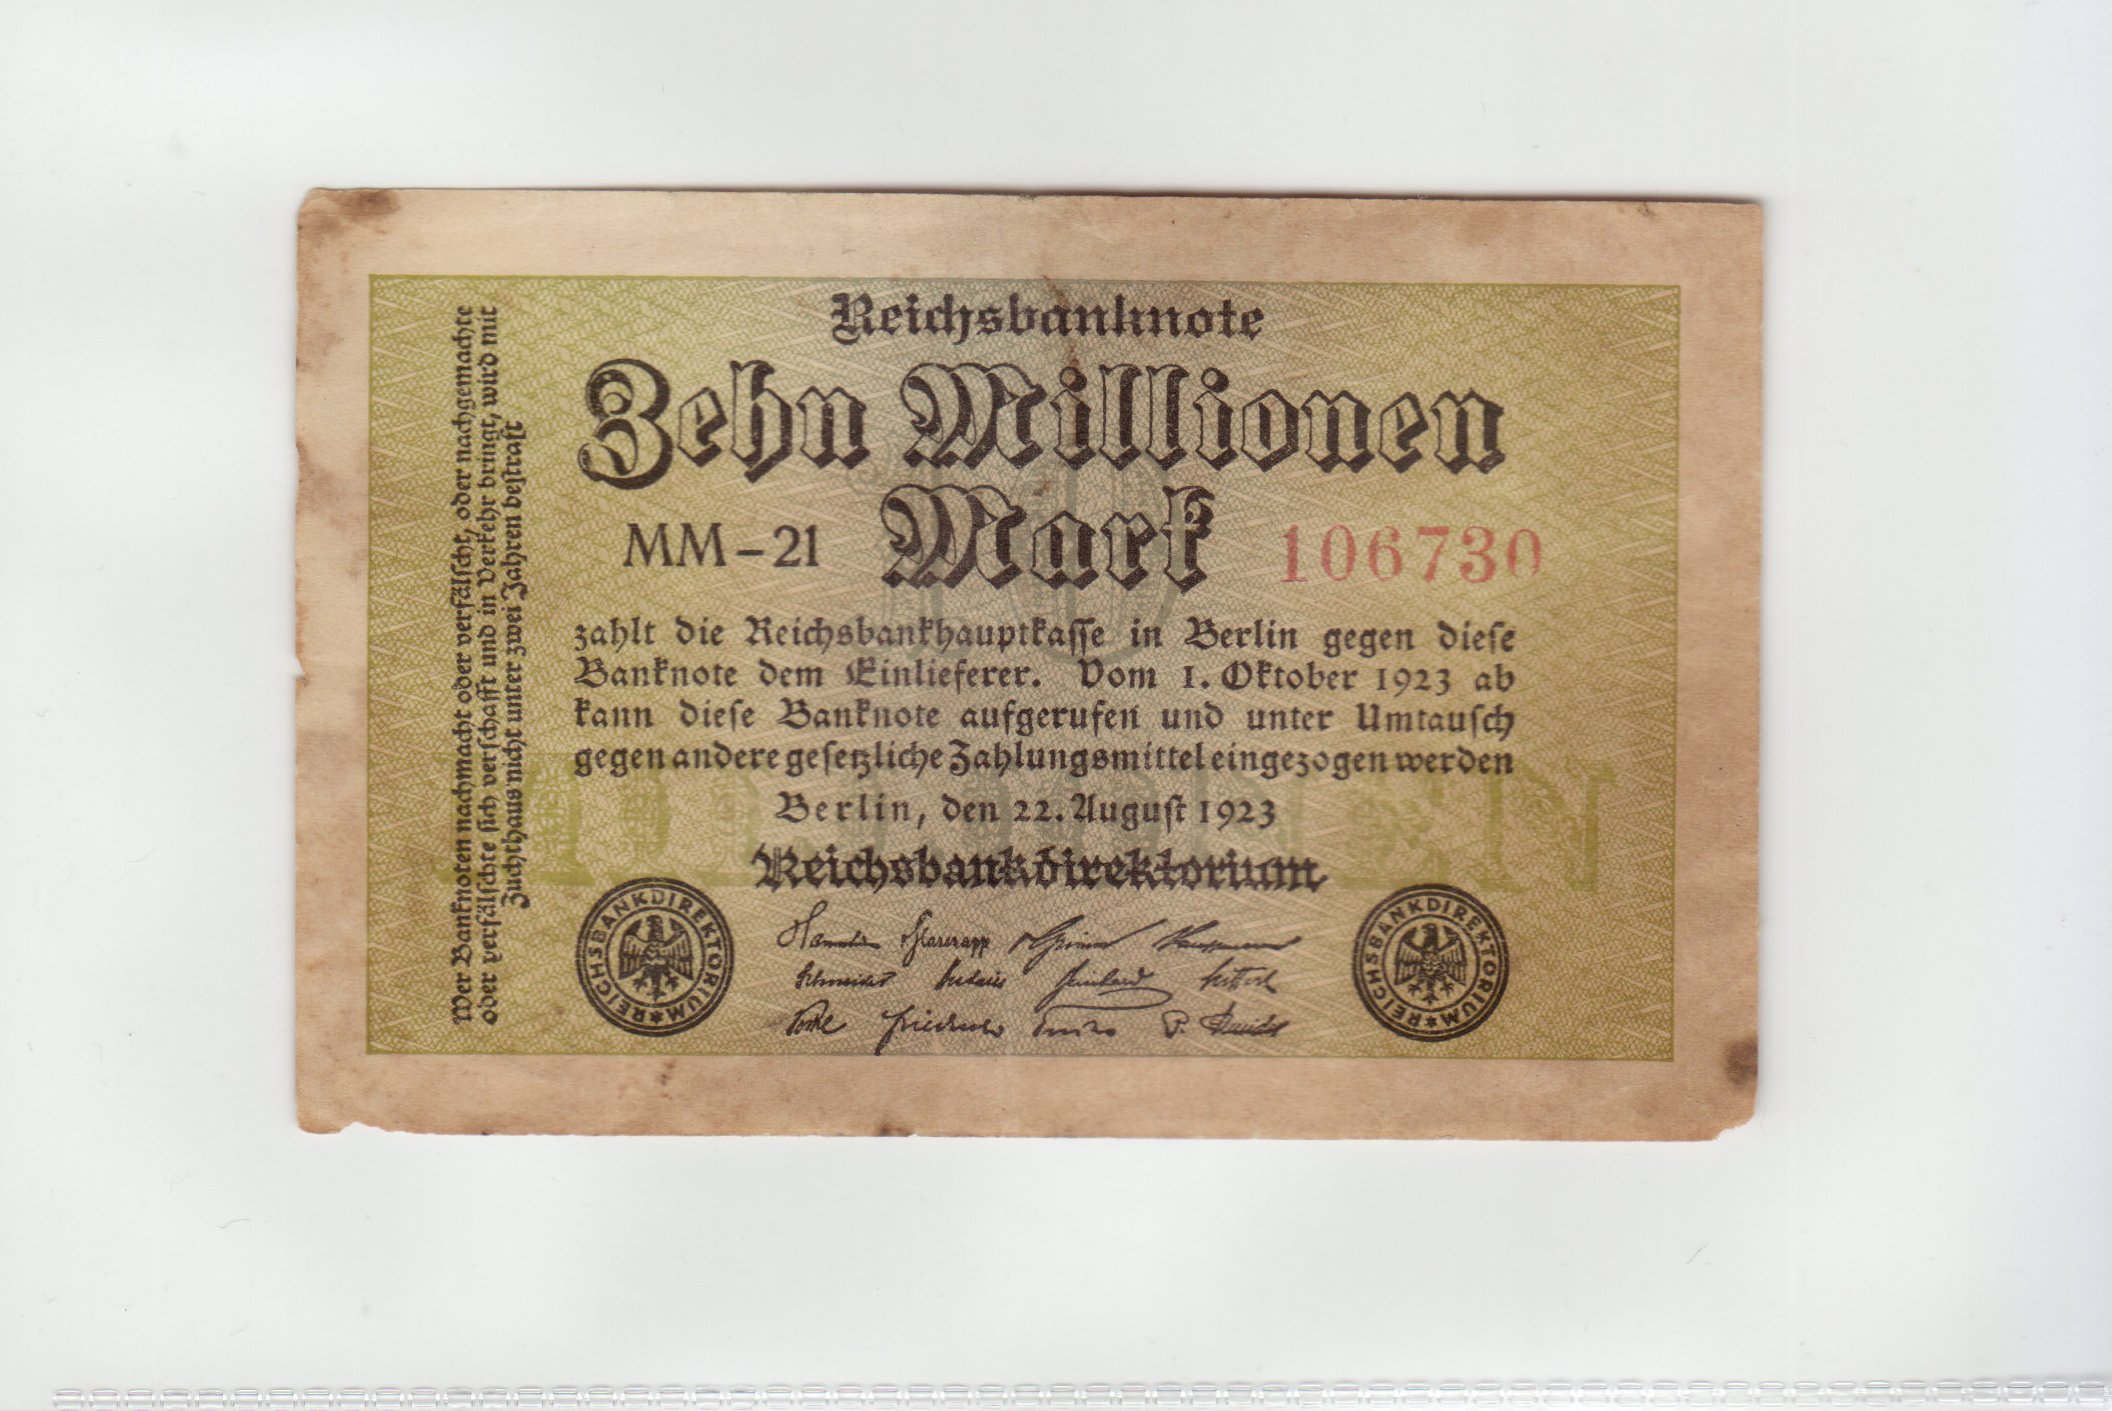 Reichsbanknote
Zehn Millionen
Mark
MM-21
106730
zahlt die Reichsbankhauptkasse in Berlin gegen diese
Banknote dem Einlieferer. Vom 1. Oktober 1923 ab
kann diese Banknote aufgerufen und unter Umtausch
gegen andere gesetzliche Zahlungsmittel eingezogen werden
Berlin, den 22. August 1923
Reichsbankdirektorium
Wer Banknoten nachmacht oder verfälscht, oder nachgemachte
oder verfälschte sich verschafft und in Verkehr bringt, wird mit
Zuchthaus nicht unter zwei Jahren bestraft
REICHSBANKDIREKTORIUM
REICHSBANKDIREKTORIUM
10